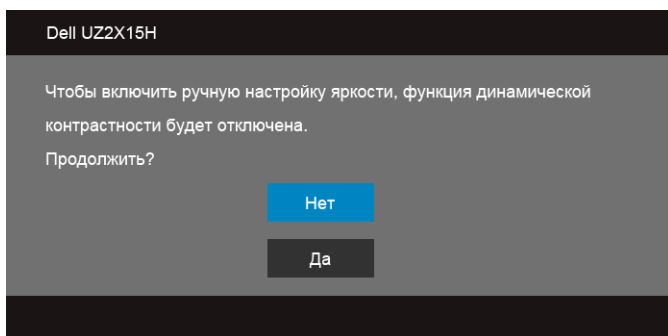 Dell UZ2X15H
Чтобы включить ручную настройку яркости, функция динамической
контрастности будет отключена.
Продолжить?
Нет
Да